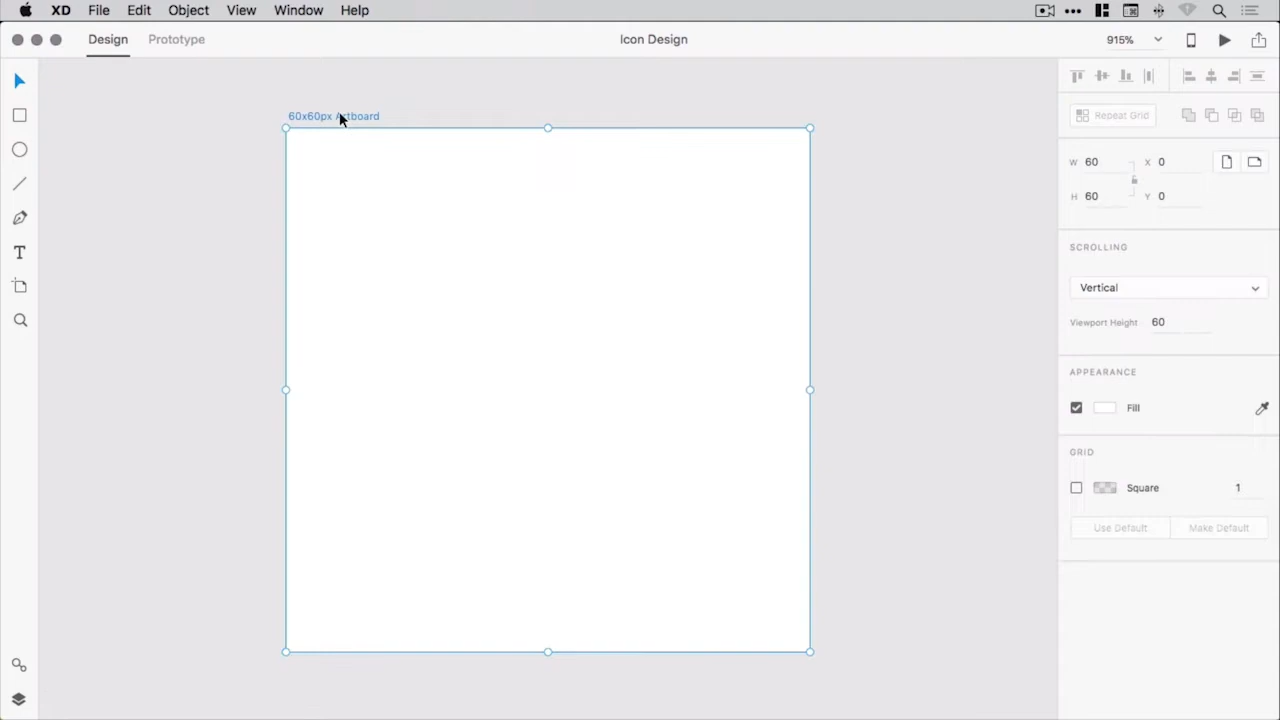 XD File Edit Object View Window Help
Design Prototype Icon Design 915%
60x60px Artboard
Repeat Grid
W 60 X 0
H 60 Y 0
SCROLLING
Vertical
Viewport Height 60
APPEARANCE
Fill
GRID
Square 1
Use Default Make Default
T